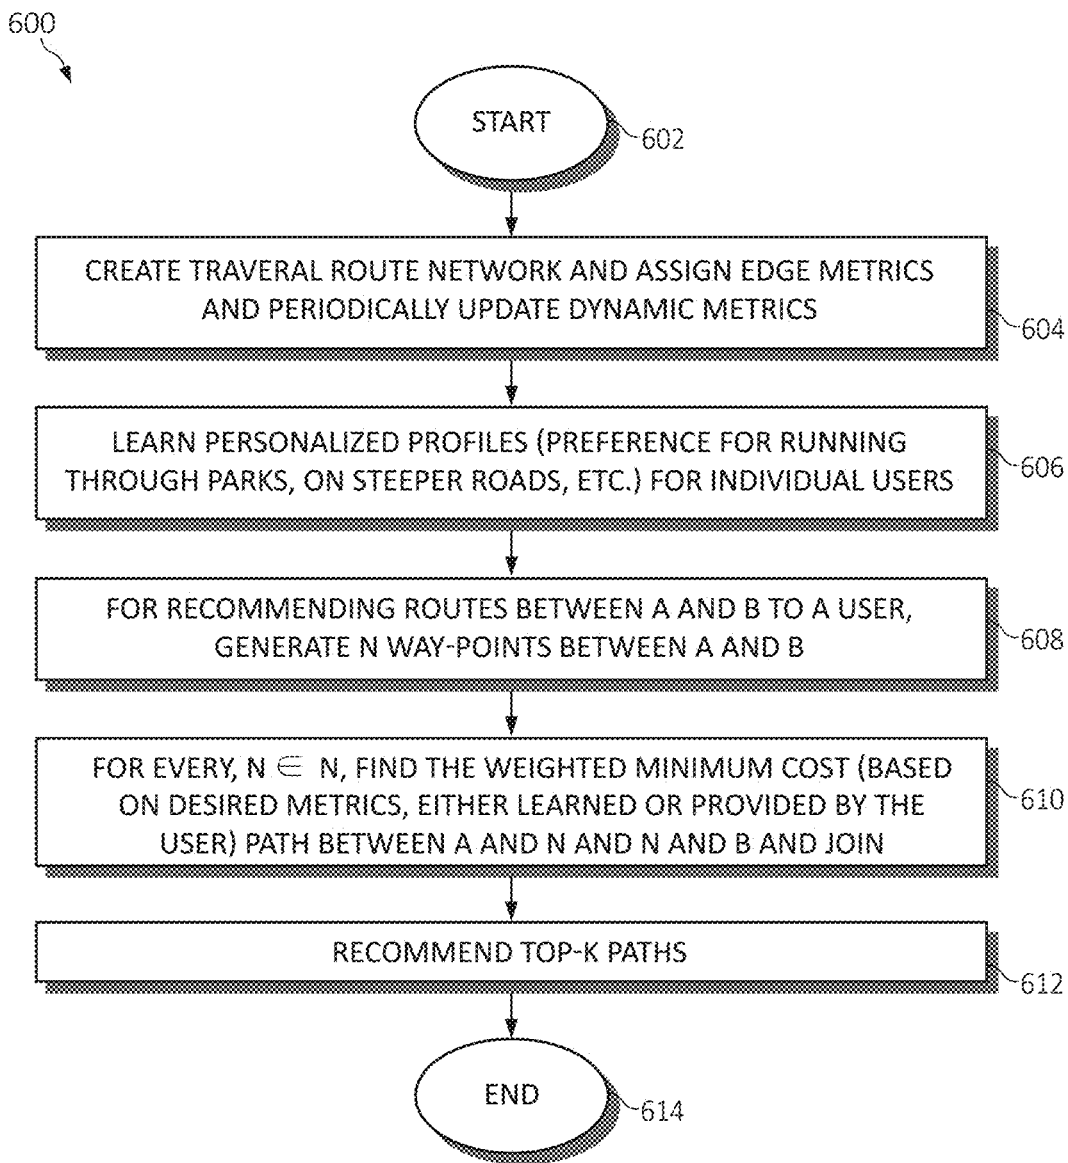 600
START
602
CREATE TRAVERAL ROUTE NETWORK AND ASSIGN EDGE METRICS
AND PERIODICALLY UPDATE DYNAMIC METRICS
604
LEARN PERSONALIZED PROFILES (PREFERENCE FOR RUNNING
THROUGH PARKS, ON STEEPER ROADS, ETC.) FOR INDIVIDUAL USERS
606
FOR RECOMMENDING ROUTES BETWEEN A AND B TO A USER,
GENERATE N WAY-POINTS BETWEEN A AND B
608
FOR EVERY, N ∈ N, FIND THE WEIGHTED MINIMUM COST (BASED
ON DESIRED METRICS, EITHER LEARNED OR PROVIDED BY THE
USER) PATH BETWEEN A AND N AND N AND B AND JOIN
610
RECOMMEND TOP-K PATHS
612
END
614